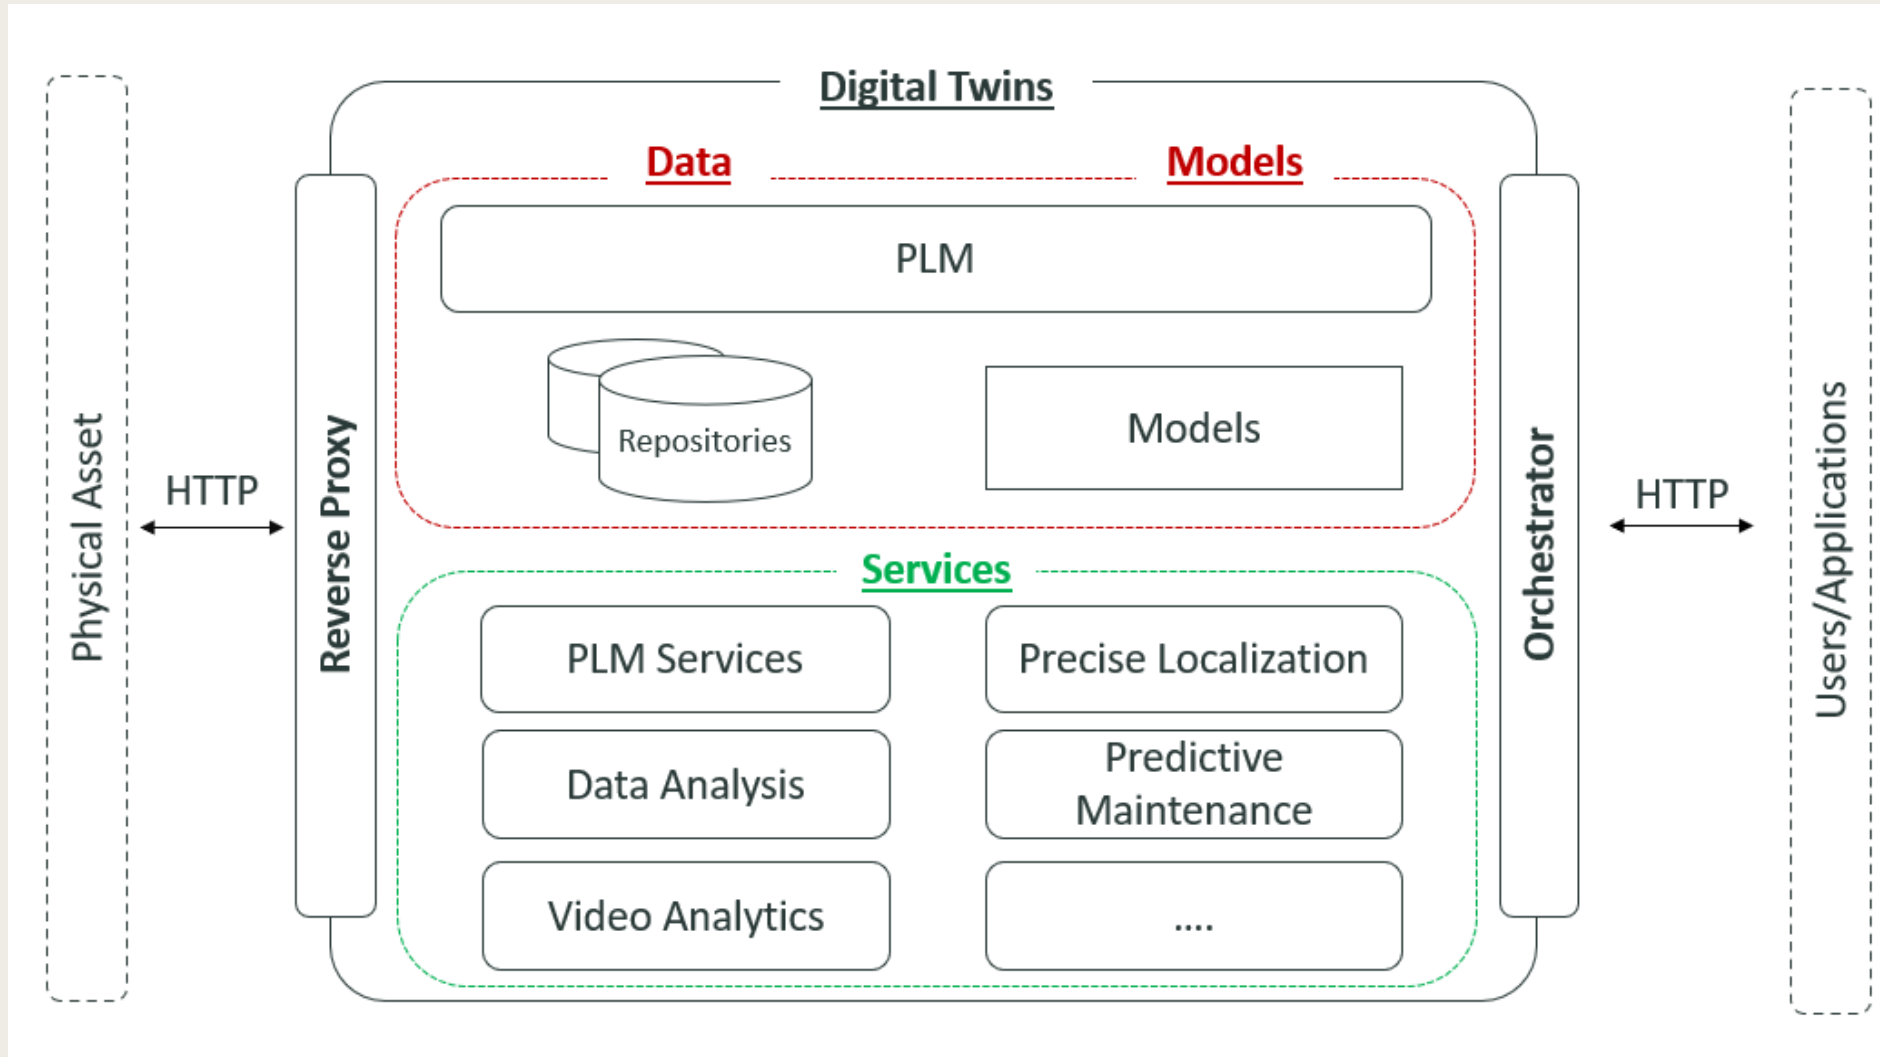 Digital Twins
Data
Models
PLM
Repositories
Models
Physical Asset
HTTP
Reverse Proxy
Orchestrator
HTTP
Users/Applications
Services
PLM Services
Precise Localization
Data Analysis
Predictive
Maintenance
Video Analytics
....